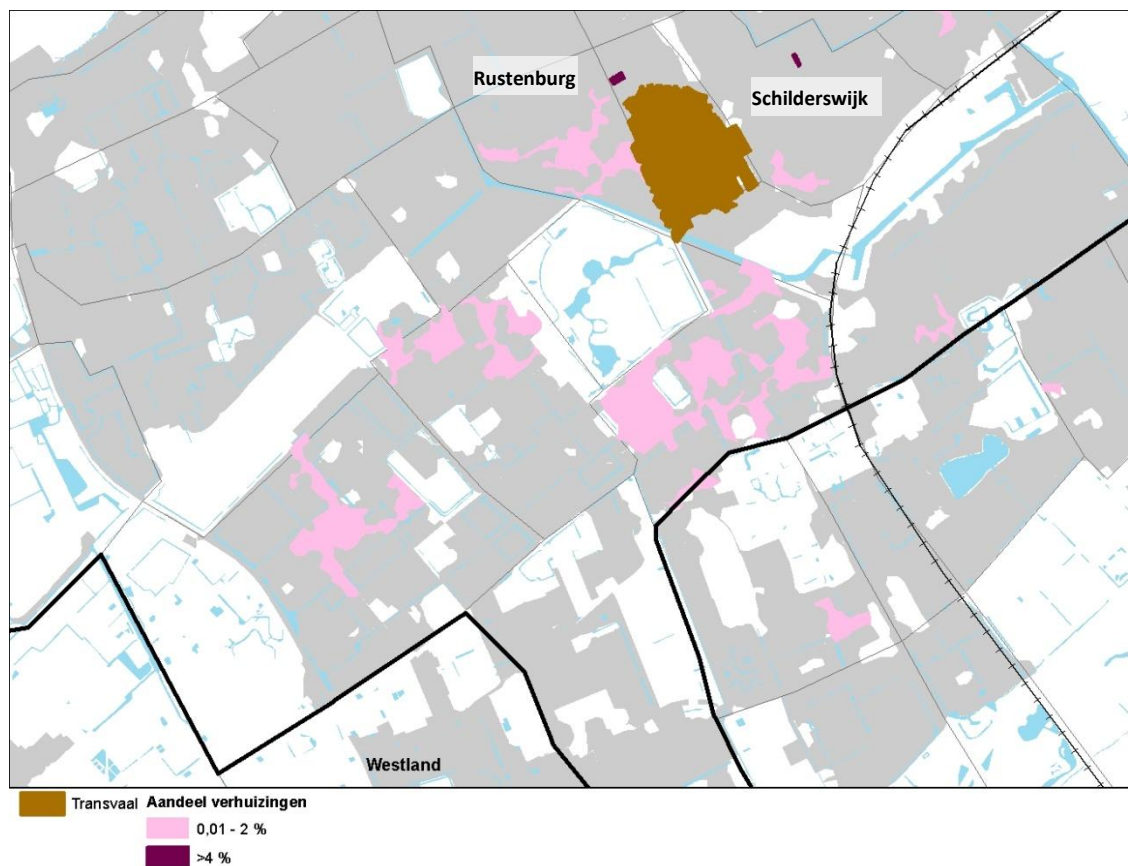 Rustenburg
Schilderswijk
Westland
Transvaal Aandeel verhuizingen
0,01 - 2 %
>4 %